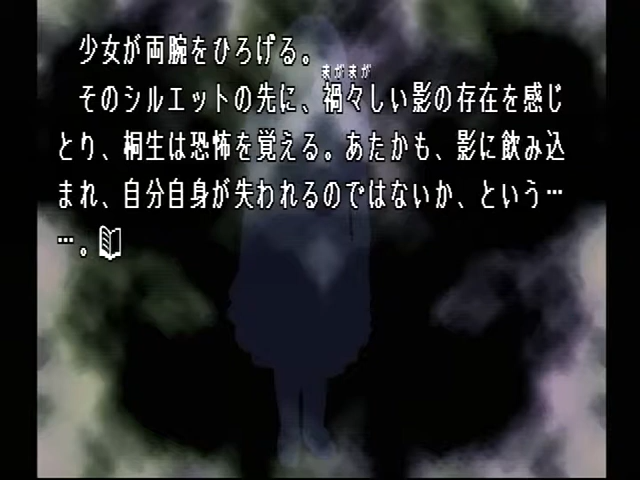 少女が両腕をひろげる。
まがまが
そのシルエットの先に、禍々しい影の存在を感じ
とり、桐生は恐怖を覚える。あたかも、影に飲み込
まれ、自分自身が失われるのではないか、という…
…。